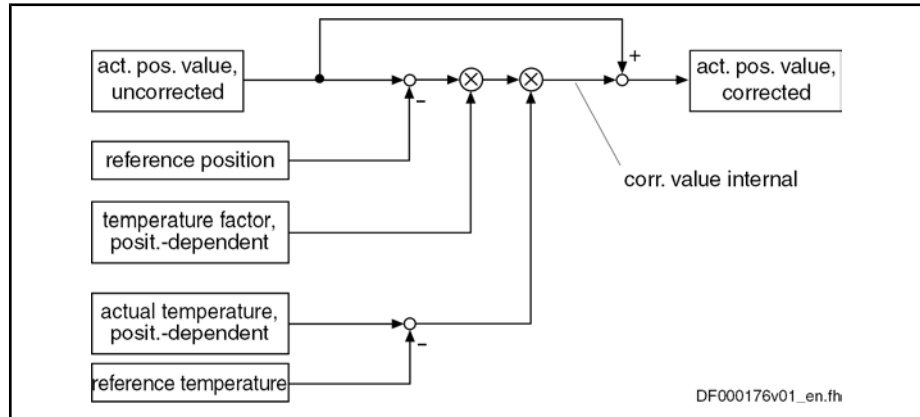 act. pos. value,
uncorrected
+
act. pos. value,
corrected
−
reference position
corr. value internal
temperature factor,
posit.-dependent
actual temperature,
posit.-dependent
−
reference temperature
DF000176v01_en.fh